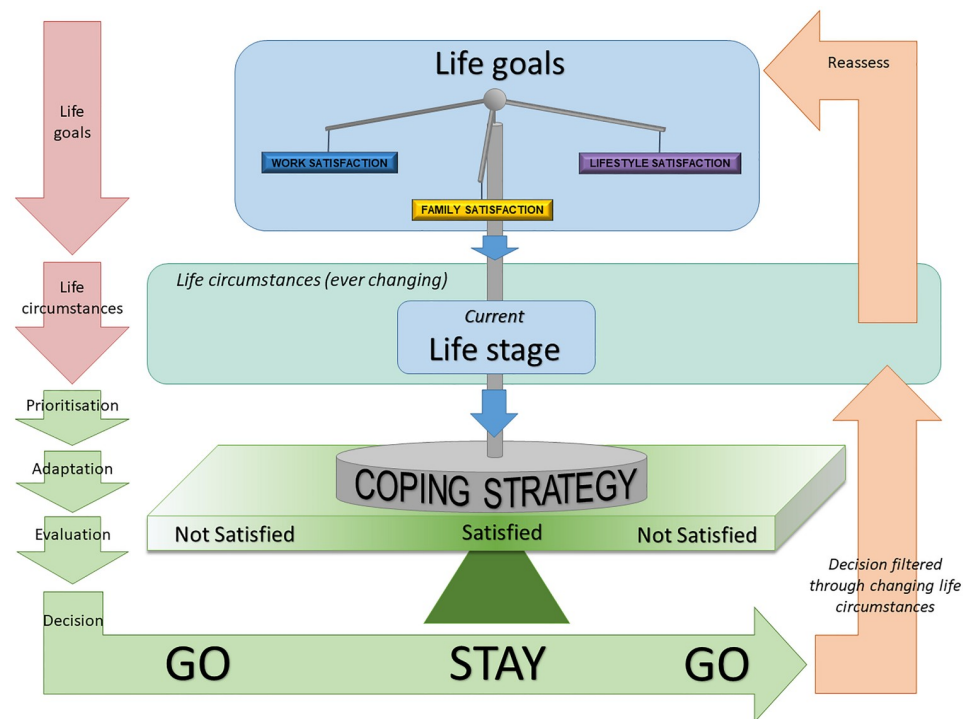 Life
goals
Life
circumstances
Prioritisation
Adaptation
Evaluation
Decision
Life goals
WORK SATISFACTION
LIFESTYLE SATISFACTION
FAMILY SATISFACTION
Life circumstances (ever changing)
Current
Life stage
COPING STRATEGY
Not Satisfied
Satisfied
Not Satisfied
GO
STAY
GO
Decision filtered
through changing life
circumstances
Reassess